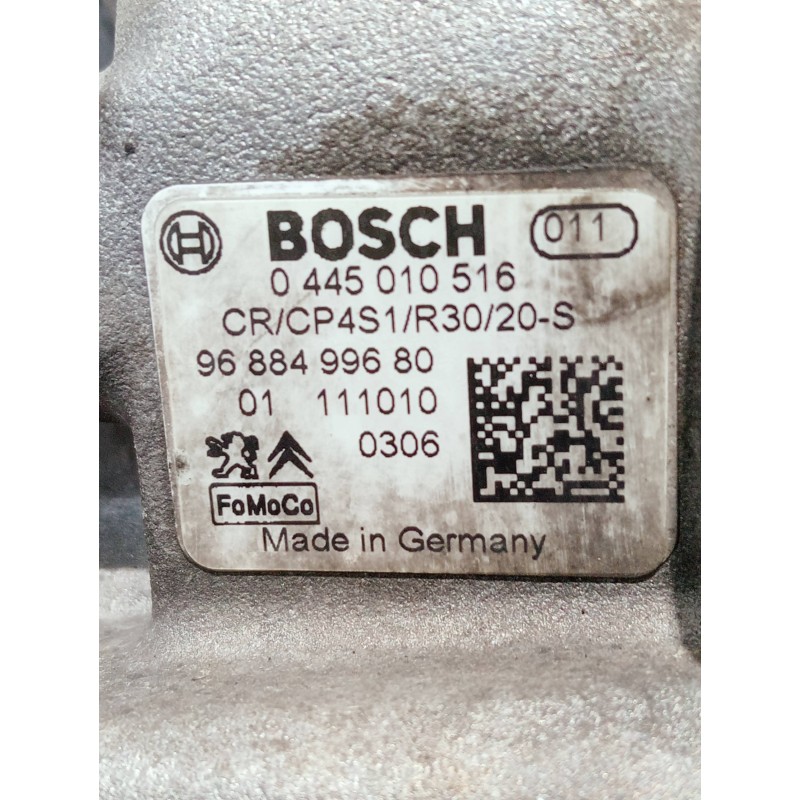 BOSCH 011
0 445 010 516
CR/CP4S1/R30/20-S
96 884 996 80
01 111010
0306
FoMoCo
Made in Germany